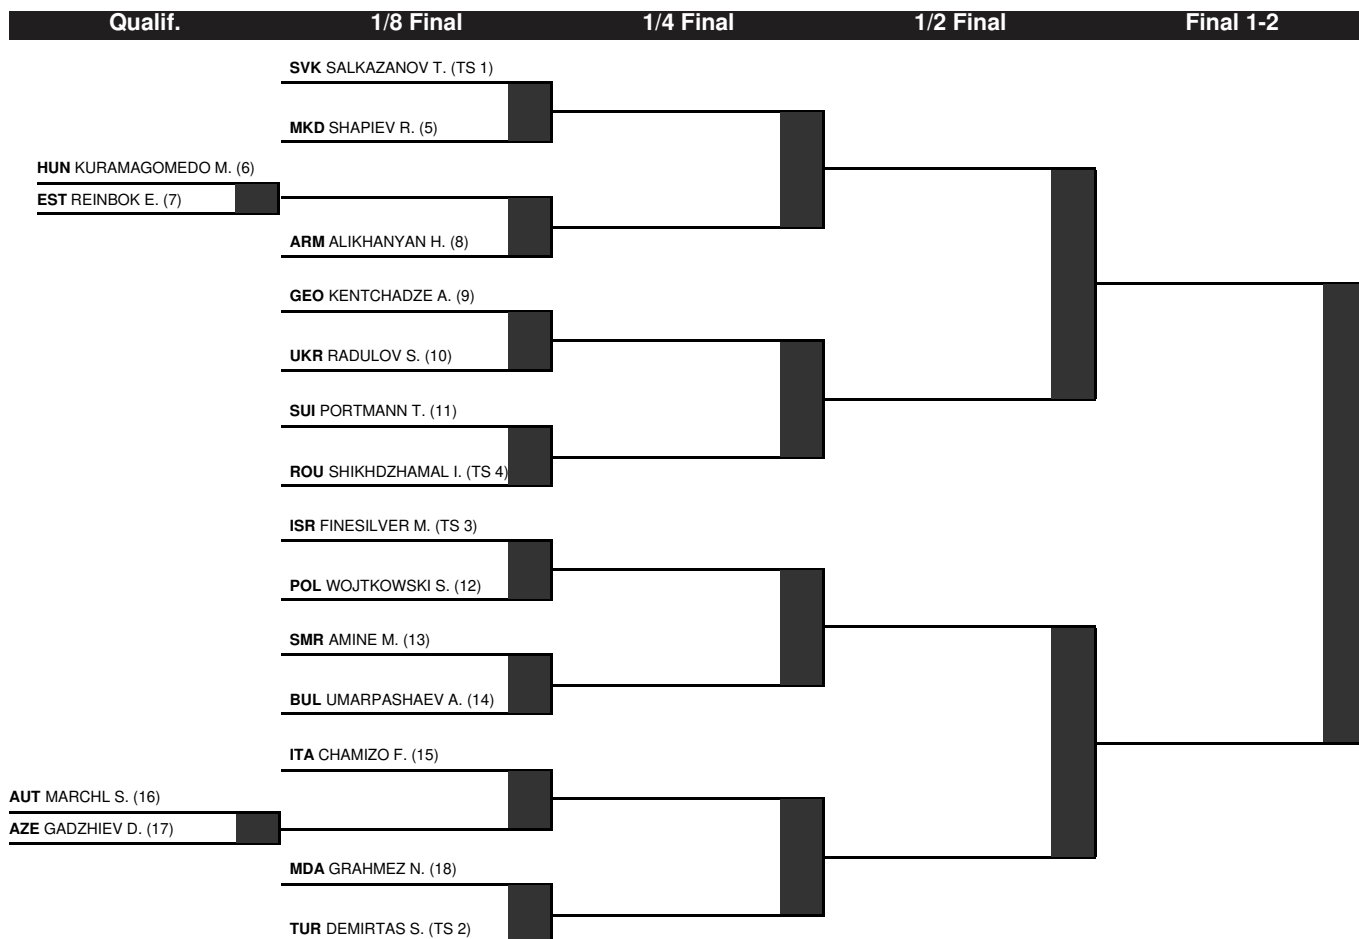 Qualif. 1/8 Final 1/4 Final 1/2 Final Final 1-2
SVK SALKAZANOV T. (TS 1)
MKD SHAPIEV R. (5)
HUN KURAMAGOMEDO M. (6)
EST REINBOK E. (7)
ARM ALIKHANYAN H. (8)
GEO KENTCHADZE A. (9)
UKR RADULOV S. (10)
SUI PORTMANN T. (11)
ROU SHIKHDZHAMAL I. (TS 4)
ISR FINESILVER M. (TS 3)
POL WOJTKOWSKI S. (12)
SMR AMINE M. (13)
BUL UMARPASHAEV A. (14)
ITA CHAMIZO F. (15)
AUT MARCHL S. (16)
AZE GADZHIEV D. (17)
MDA GRAHMEZ N. (18)
TUR DEMIRTAS S. (TS 2)